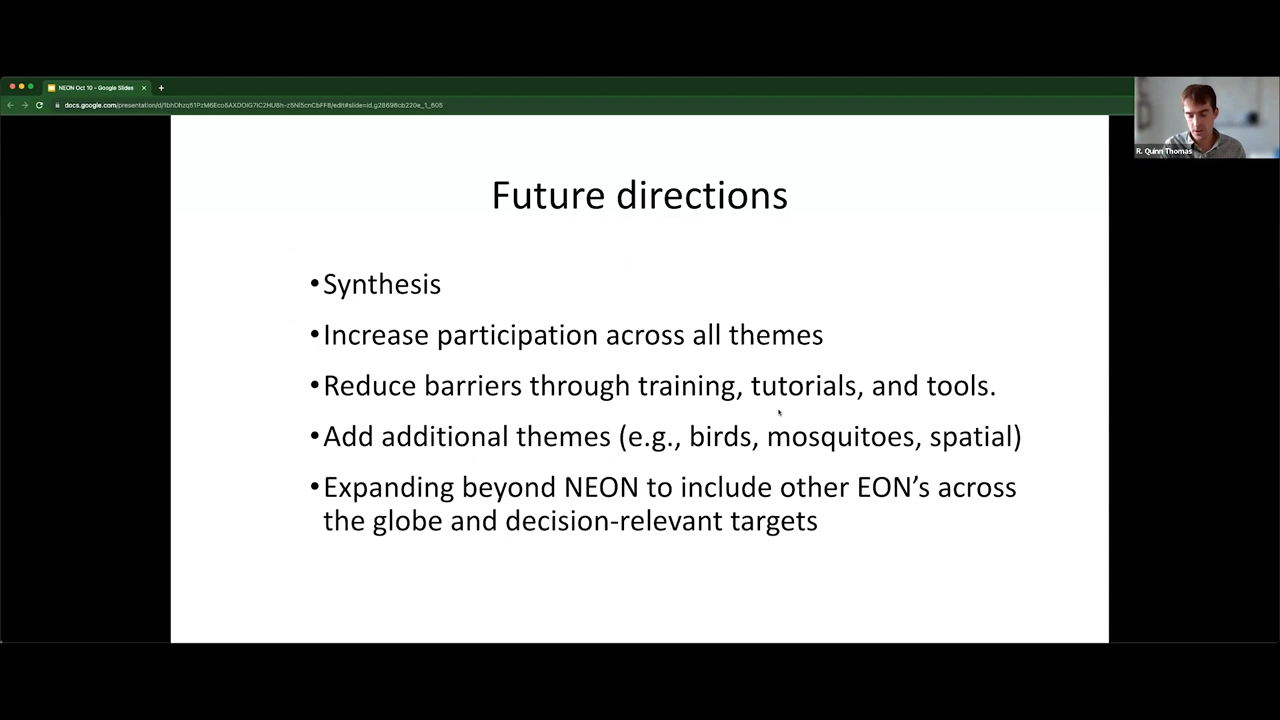 NEON Oct 10 - Google Slides
R. Quinn Thomas
Future directions
•Synthesis
•Increase participation across all themes
•Reduce barriers through training, tutorials, and tools.
•Add additional themes (e.g., birds, mosquitoes, spatial)
•Expanding beyond NEON to include other EON’s across
the globe and decision-relevant targets